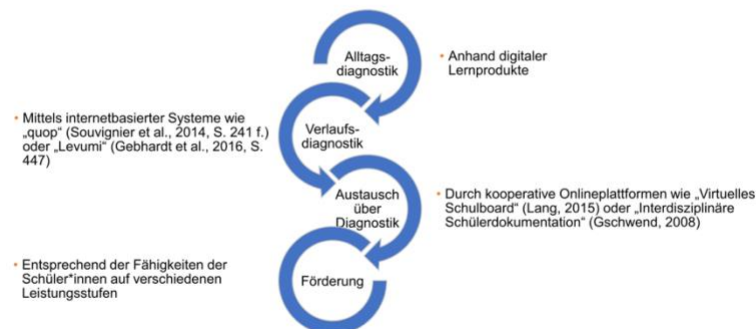 Alltags-
diagnostik
• Anhand digitaler
Lernprodukte
• Mittels internetbasierter Systeme wie
„quop“ (Souvignier et al., 2014, S. 241 f.)
oder „Levumi“ (Gebhardt et al., 2016, S.
447)
Verlaufs-
diagnostik
Austausch
über
Diagnostik
• Durch kooperative Onlineplattformen wie „Virtuelles
Schulboard“ (Lang, 2015) oder „Interdisziplinäre
Schülerdokumentation“ (Gschwend, 2008)
• Entsprechend der Fähigkeiten der
Schüler*innen auf verschiedenen
Leistungsstufen
Förderung